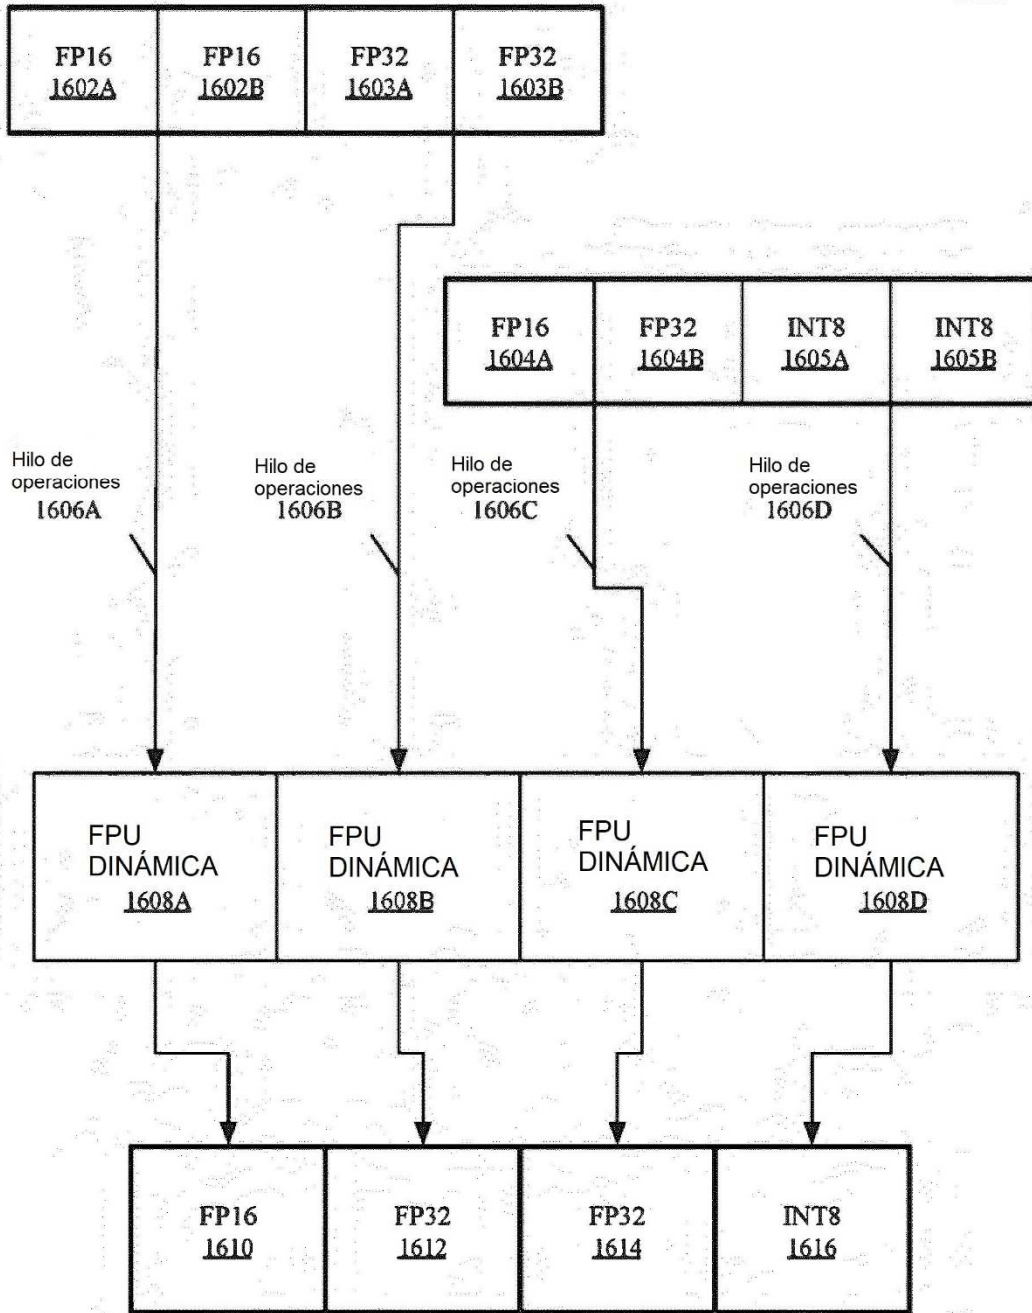 FP16 FP16 FP32 FP32
1602A 1602B 1603A 1603B
FP16 FP32 INT8 INT8
1604A 1604B 1605A 1605B
Hilo de
operaciones
1606A
Hilo de
operaciones
1606B
Hilo de
operaciones
1606C
Hilo de
operaciones
1606D
FPU
DINÁMICA
1608A
FPU
DINÁMICA
1608B
FPU
DINÁMICA
1608C
FPU
DINÁMICA
1608D
FP16 FP32 FP32 INT8
1610 1612 1614 1616